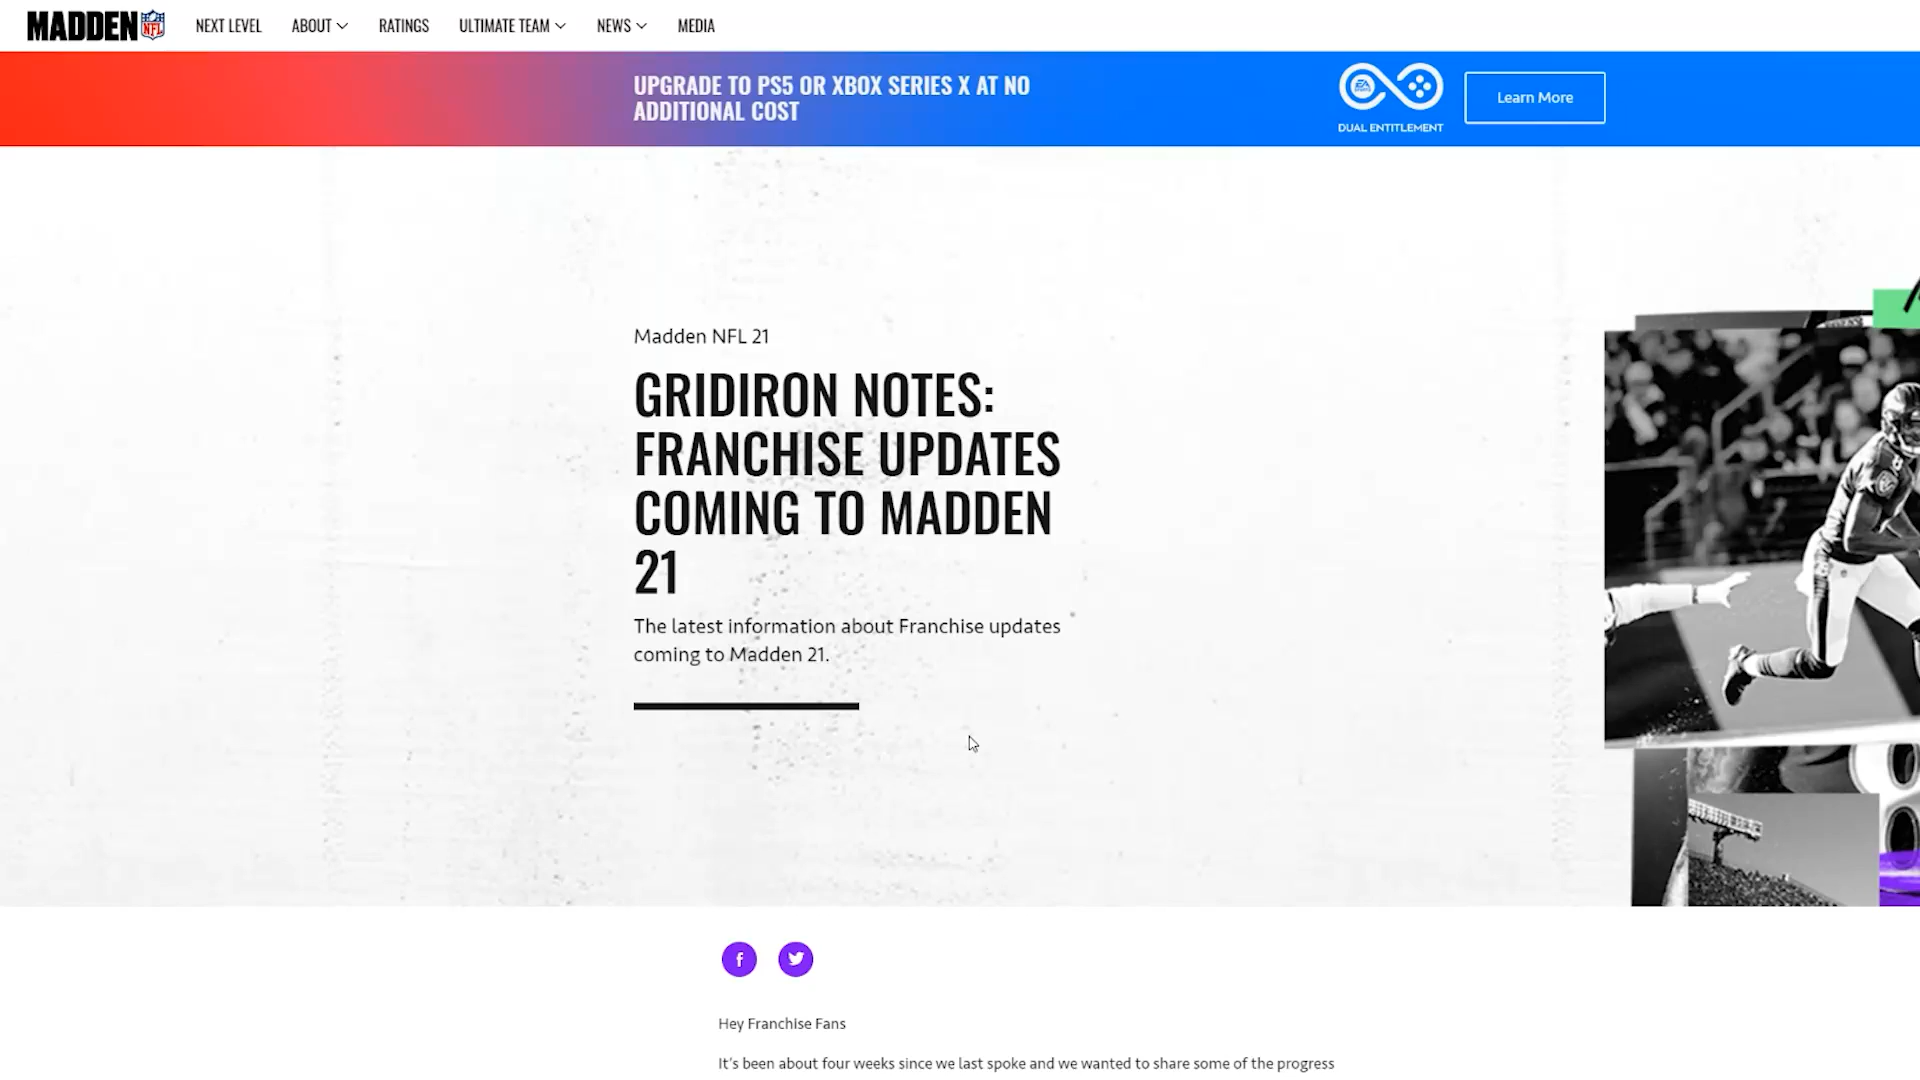 MADDEN NFL
NEXT LEVEL
ABOUT
RATINGS
ULTIMATE TEAM
NEWS
MEDIA
UPGRADE TO PS5 OR XBOX SERIES X AT NO
ADDITIONAL COST
EA SPORTS
DUAL ENTITLEMENT
Learn More
Madden NFL 21
GRIDIRON NOTES:
FRANCHISE UPDATES
COMING TO MADDEN
21
The latest information about Franchise updates
coming to Madden 21.
Hey Franchise Fans
It's been about four weeks since we last spoke and we wanted to share some of the progress